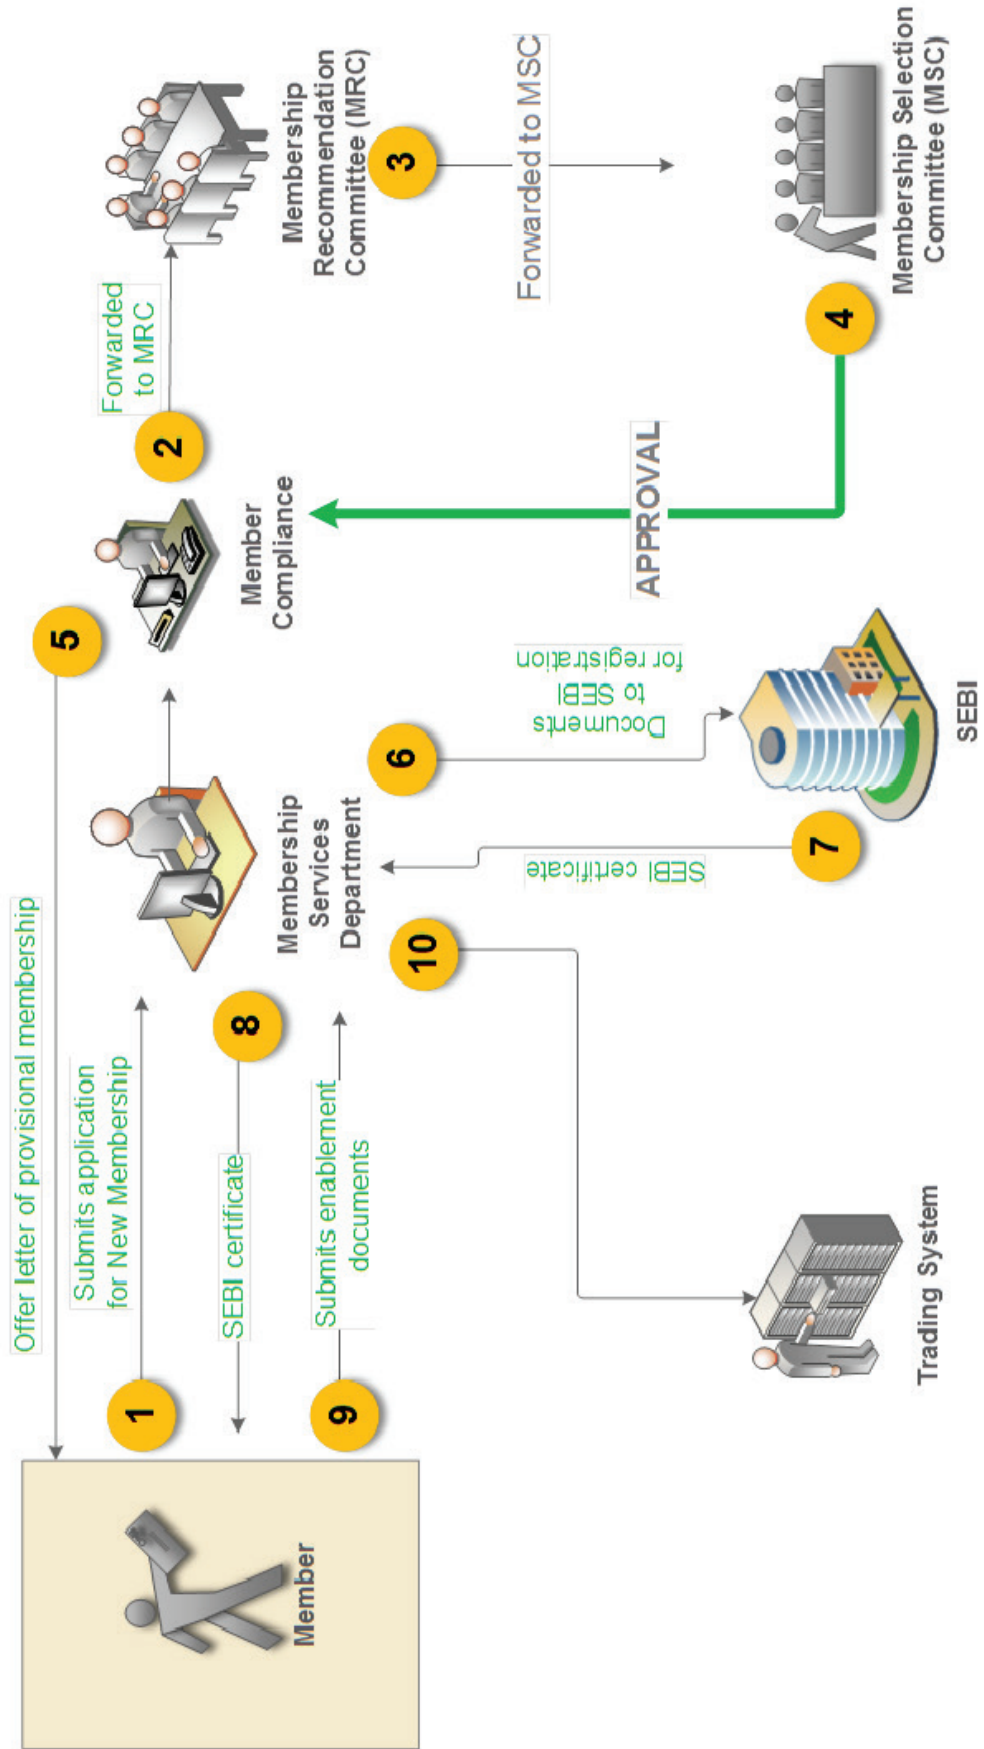 Offer letter of provisional membership
5
Submits application
for New Membership
1
2
Forwarded
to MRC
Member
Compliance
Membership
Recommendation
Committee (MRC)
3
8
SEBI certificate
Membership
Services
Department
Member
9
Submits enablement
documents
10
6
Documents
to SEBI
for registration
Forwarded to MSC
SEBI certificate
7
APPROVAL
4
Membership Selection
Committee (MSC)
SEBI
Trading System